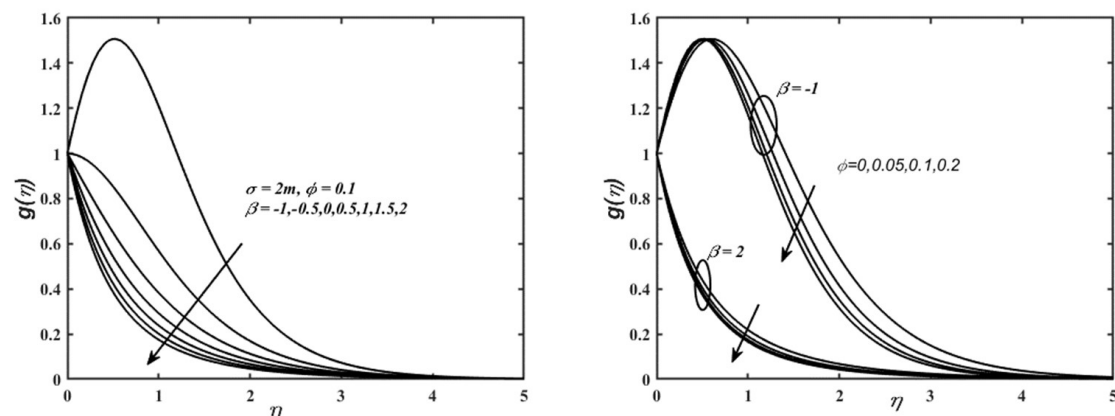 1.6
1.4
1.2
1
0.8
0.6
0.4
0.2
0
g(η)
σ = 2m, ϕ = 0.1
β = -1,-0.5,0,0.5,1,1.5,2
0 1 2 3 4 5
η
1.6
1.4
1.2
1
0.8
0.6
0.4
0.2
0
g(η)
β = -1
ϕ=0,0.05,0.1,0.2
β = 2
0 1 2 3 4 5
η